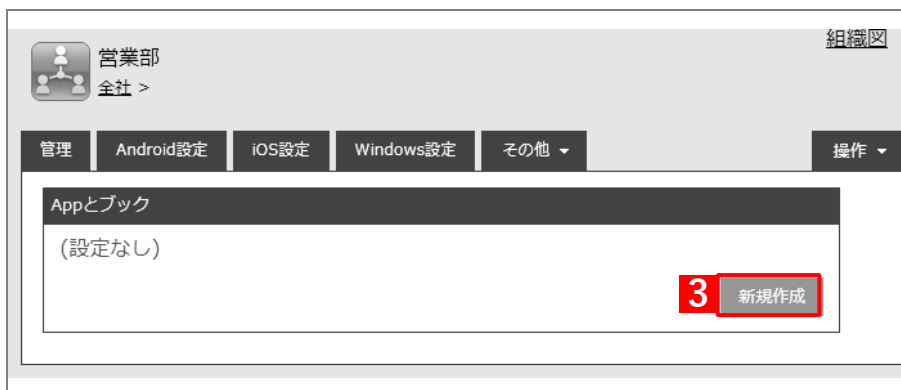 営業部
組織図
全社 >
管理
Android設定
iOS設定
Windows設定
その他 ▼
操作 ▼
Appとブック
(設定なし)
3
新規作成